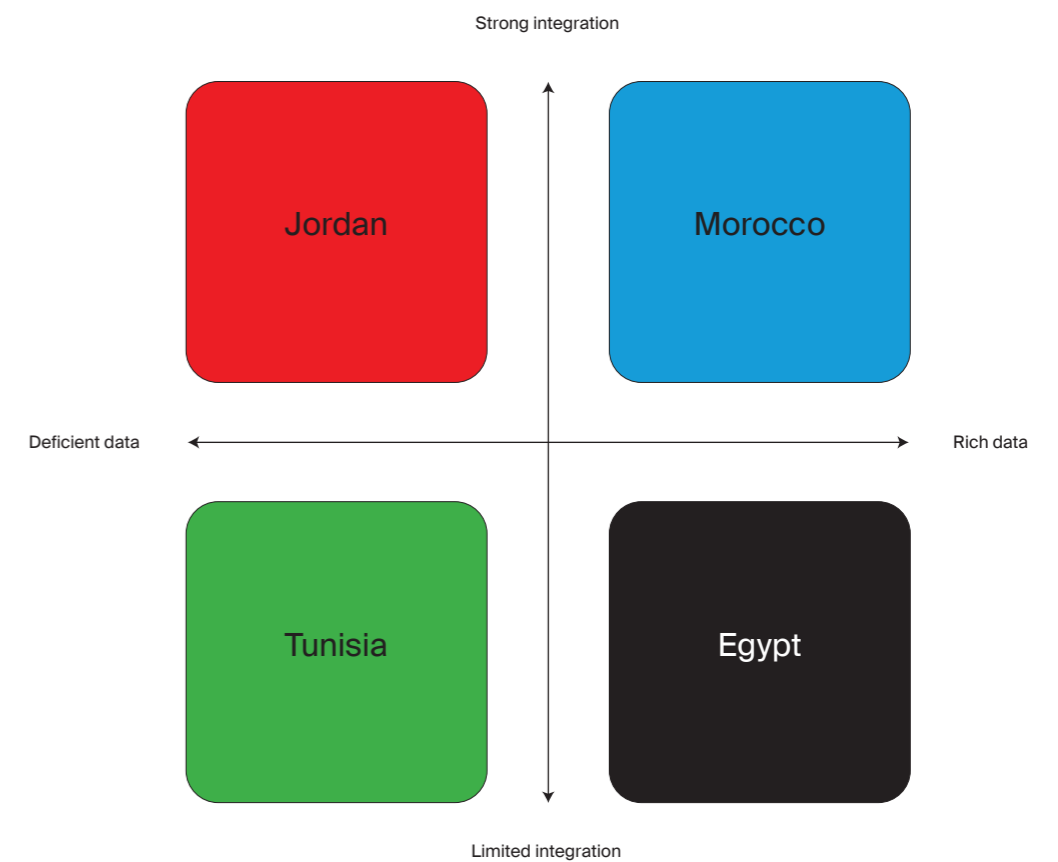 Strong integration
Jordan
Morocco
Deficient data
Rich data
Tunisia
Egypt
Limited integration